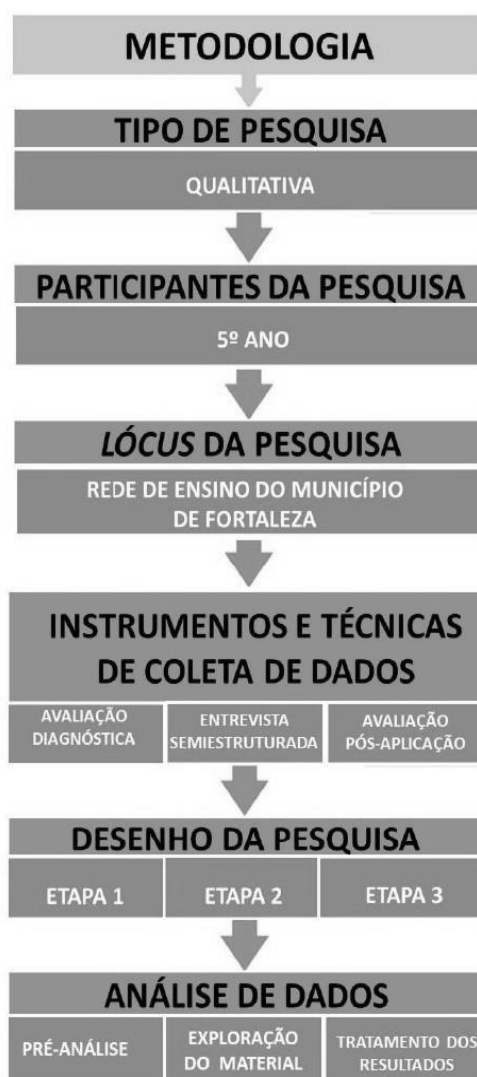 METODOLOGIA
TIPO DE PESQUISA
QUALITATIVA
PARTICIPANTES DA PESQUISA
5º ANO
LÓCUS DA PESQUISA
REDE DE ENSINO DO MUNICÍPIO
DE FORTALEZA
INSTRUMENTOS E TÉCNICAS
DE COLETA DE DADOS
AVALIAÇÃO
DIAGNÓSTICA
ENTREVISTA
SEMIESTRUTURADA
AVALIAÇÃO
PÓS-APLICAÇÃO
DESENHO DA PESQUISA
ETAPA 1
ETAPA 2
ETAPA 3
ANÁLISE DE DADOS
PRÉ-ANÁLISE
EXPLORAÇÃO
DO MATERIAL
TRATAMENTO DOS
RESULTADOS